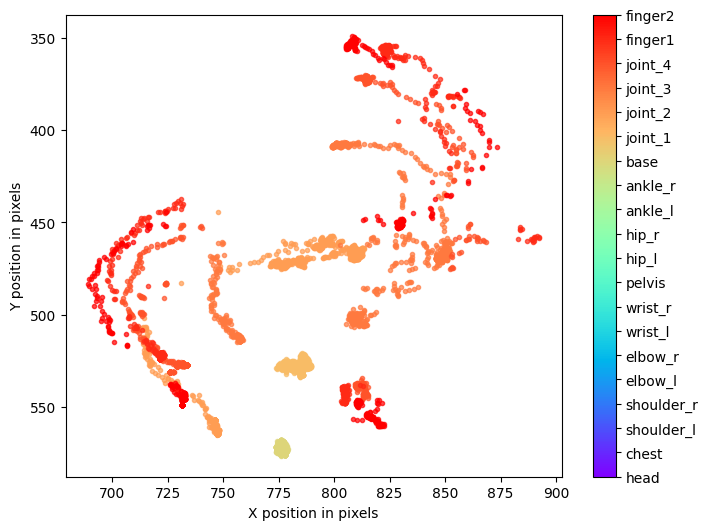 350
400
450
500
550
Y position in pixels
700
725
750
775
800
825
850
875
900
X position in pixels
finger2
finger1
joint_4
joint_3
joint_2
joint_1
base
ankle_r
ankle_l
hip_r
hip_l
pelvis
wrist_r
wrist_l
elbow_r
elbow_l
shoulder_r
shoulder_l
chest
head